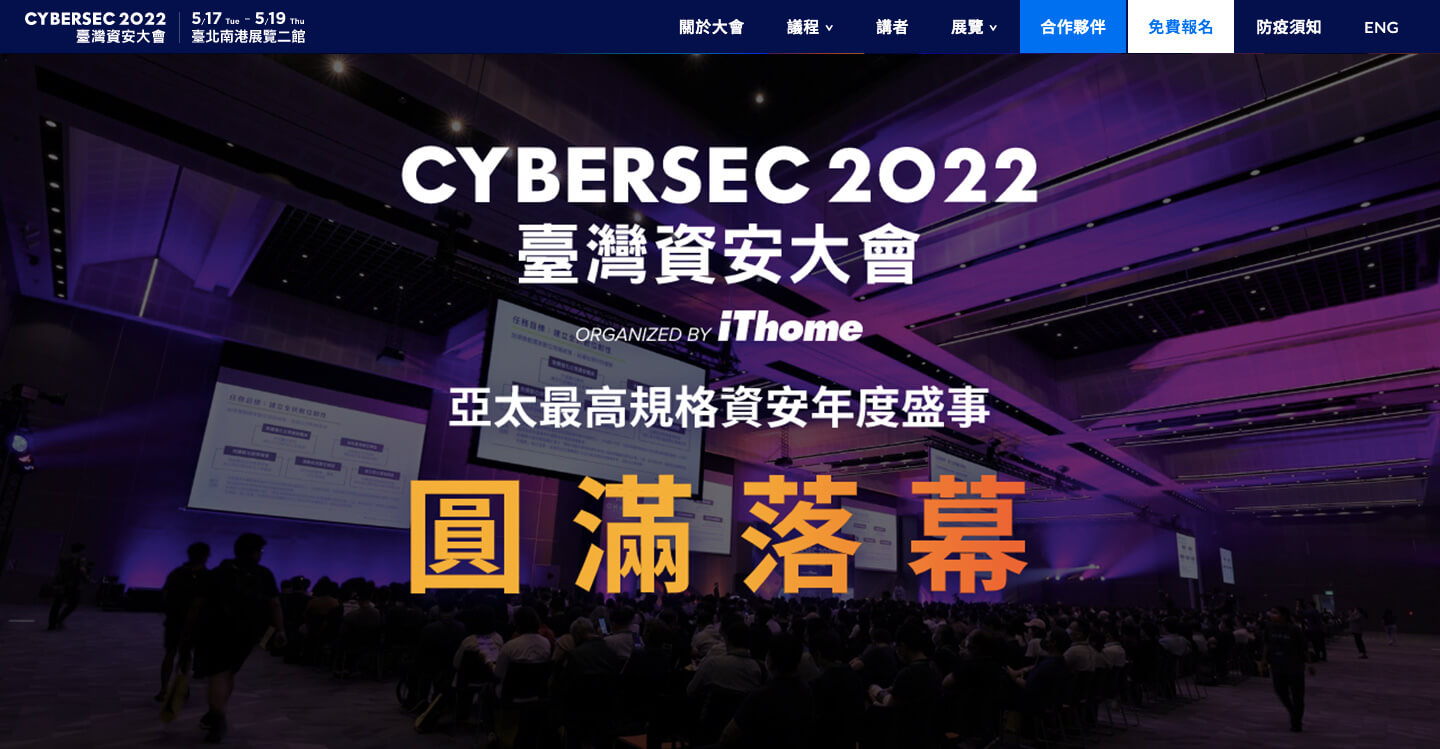 CYBERSEC 2022
臺灣資安大會
5/17 Tue - 5/19 Thu
臺北南港展覽二館
關於大會
議程
講者
展覽
合作夥伴
免費報名
防疫須知
ENG
CYBERSEC 2022
臺灣資安大會
ORGANIZED BY iThome
亞太最高規格資安年度盛事
圓滿落幕